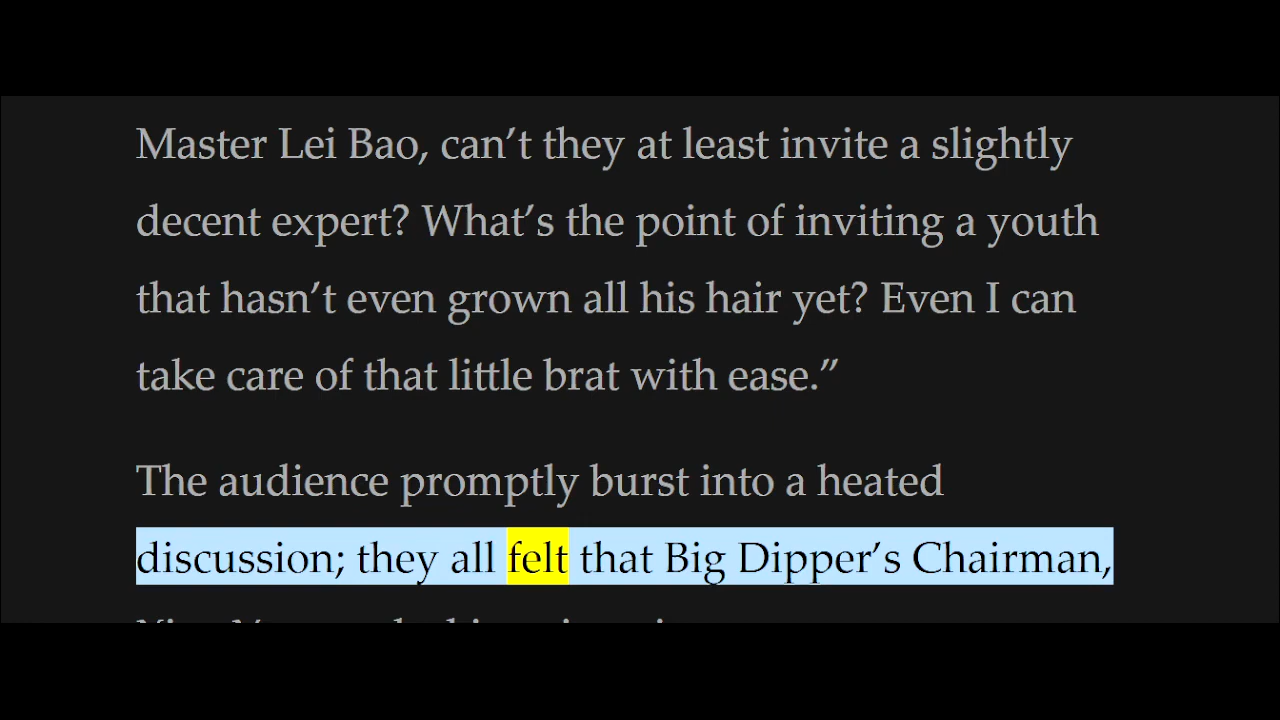 Master Lei Bao, can’t they at least invite a slightly
decent expert? What’s the point of inviting a youth
that hasn’t even grown all his hair yet? Even I can
take care of that little brat with ease.”
The audience promptly burst into a heated
discussion; they all felt that Big Dipper’s Chairman,